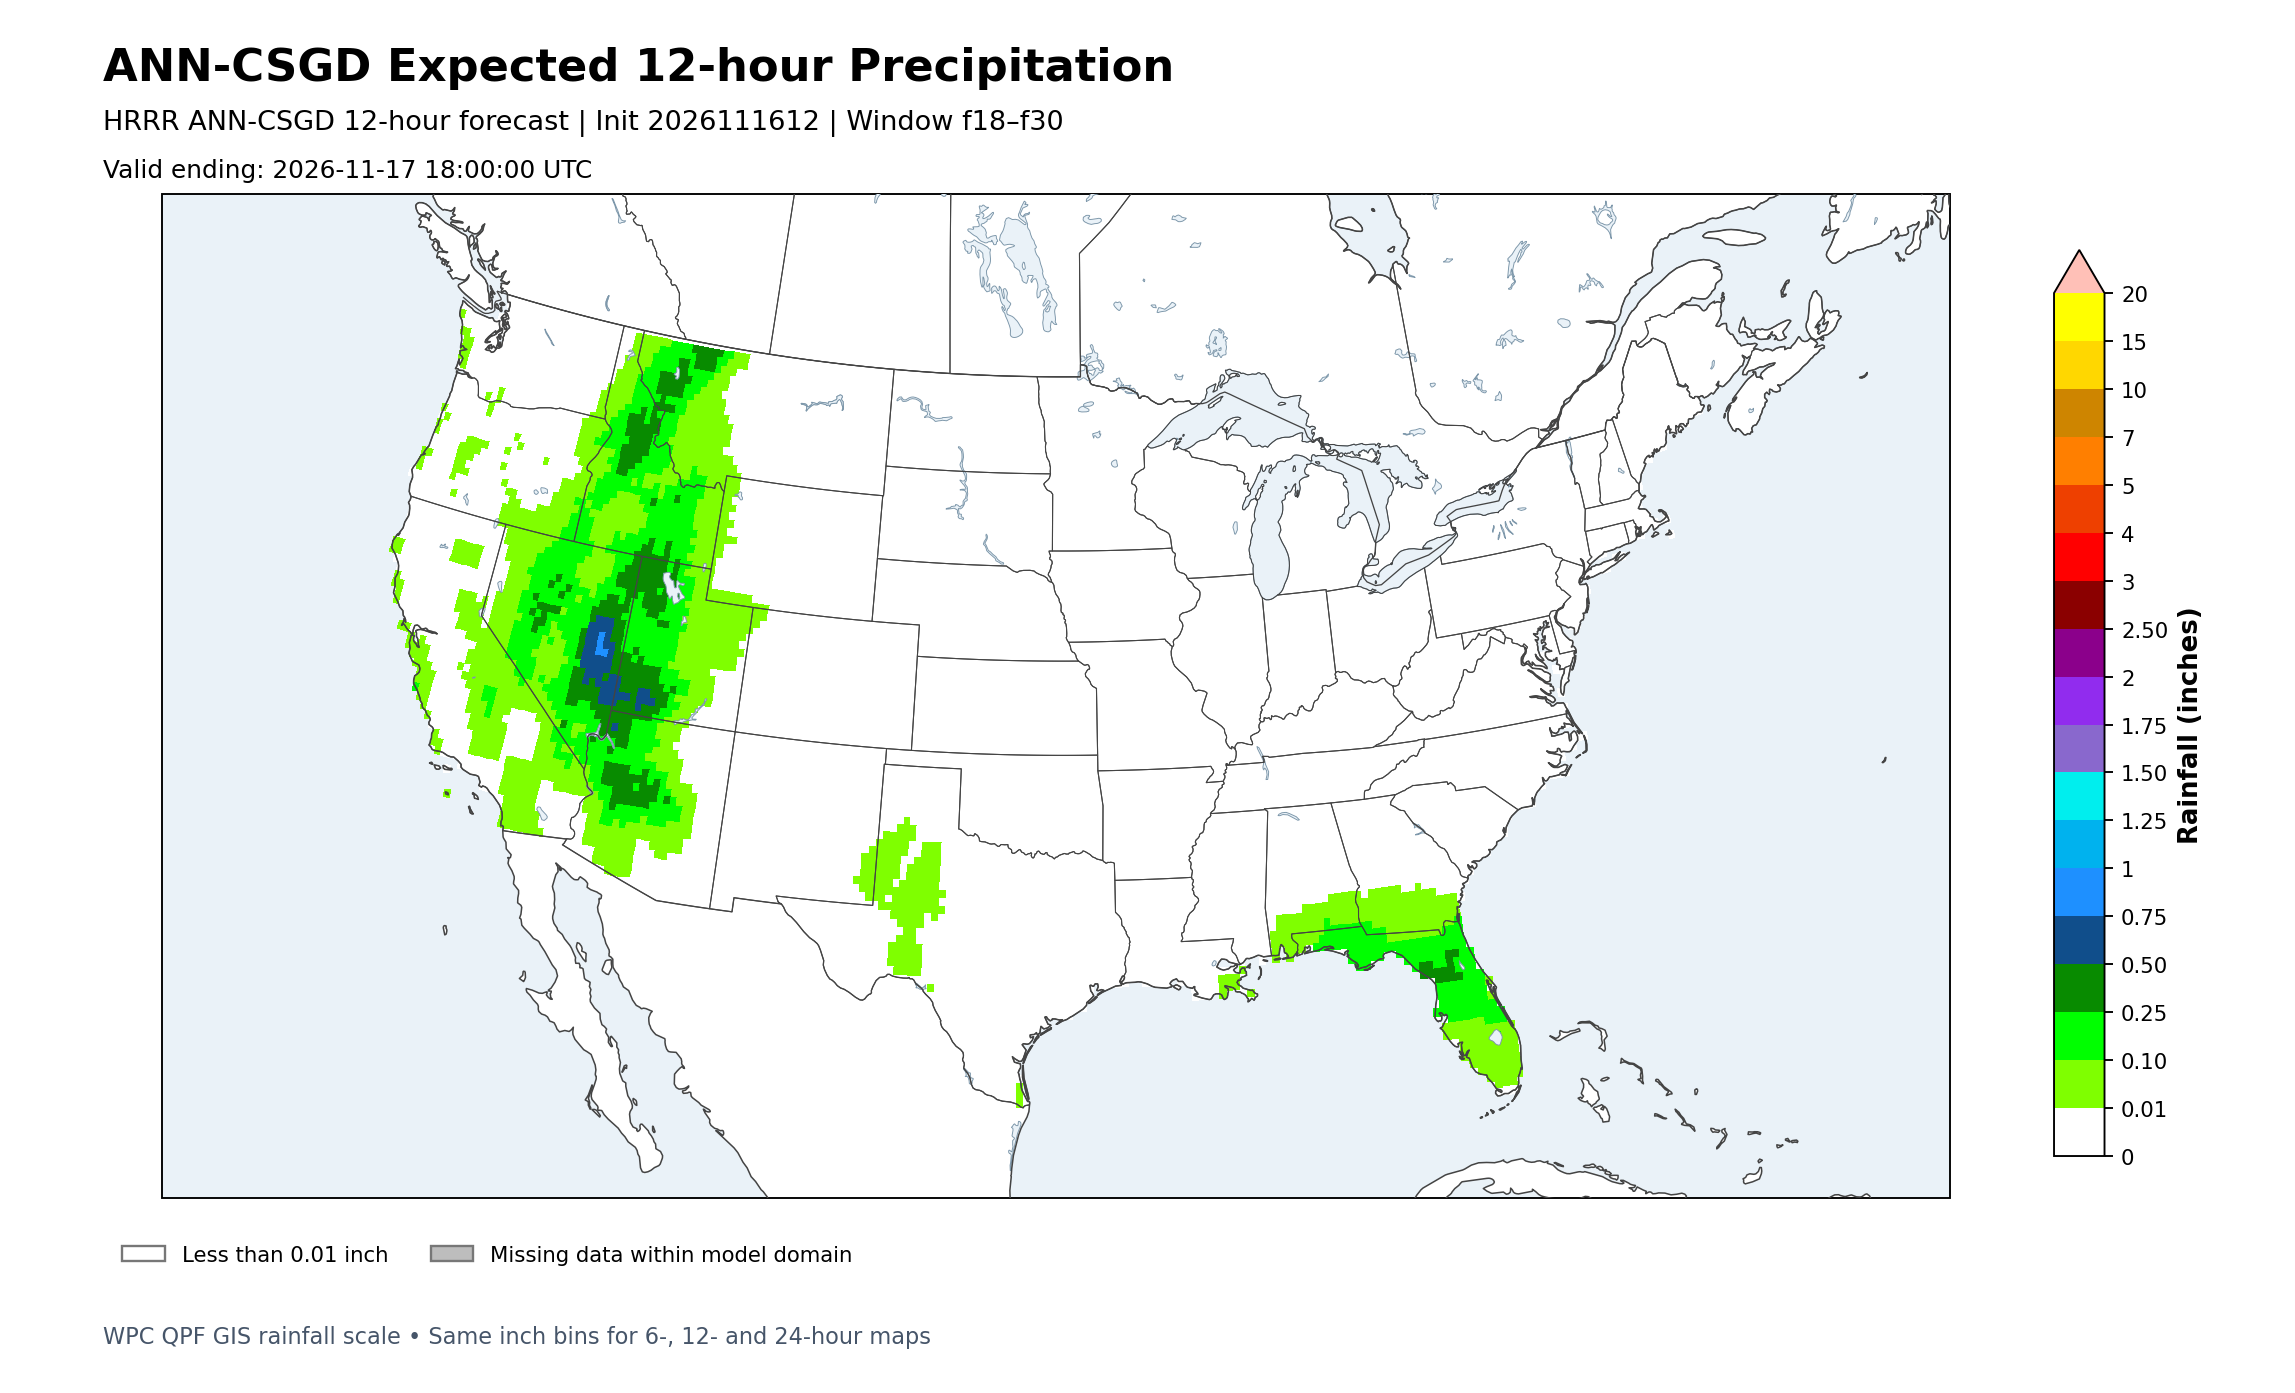 ANN-CSGD Expected 12-hour Precipitation
HRRR ANN-CSGD 12-hour forecast | Init 2026111612 | Window f18–f30
Valid ending: 2026-11-17 18:00:00 UTC
20
15
10
7
5
4
3
2.50
2
1.75
1.50
1.25
1
0.75
0.50
0.25
0.10
0.01
0
Rainfall (inches)
Less than 0.01 inch
Missing data within model domain
WPC QPF GIS rainfall scale • Same inch bins for 6-, 12- and 24-hour maps